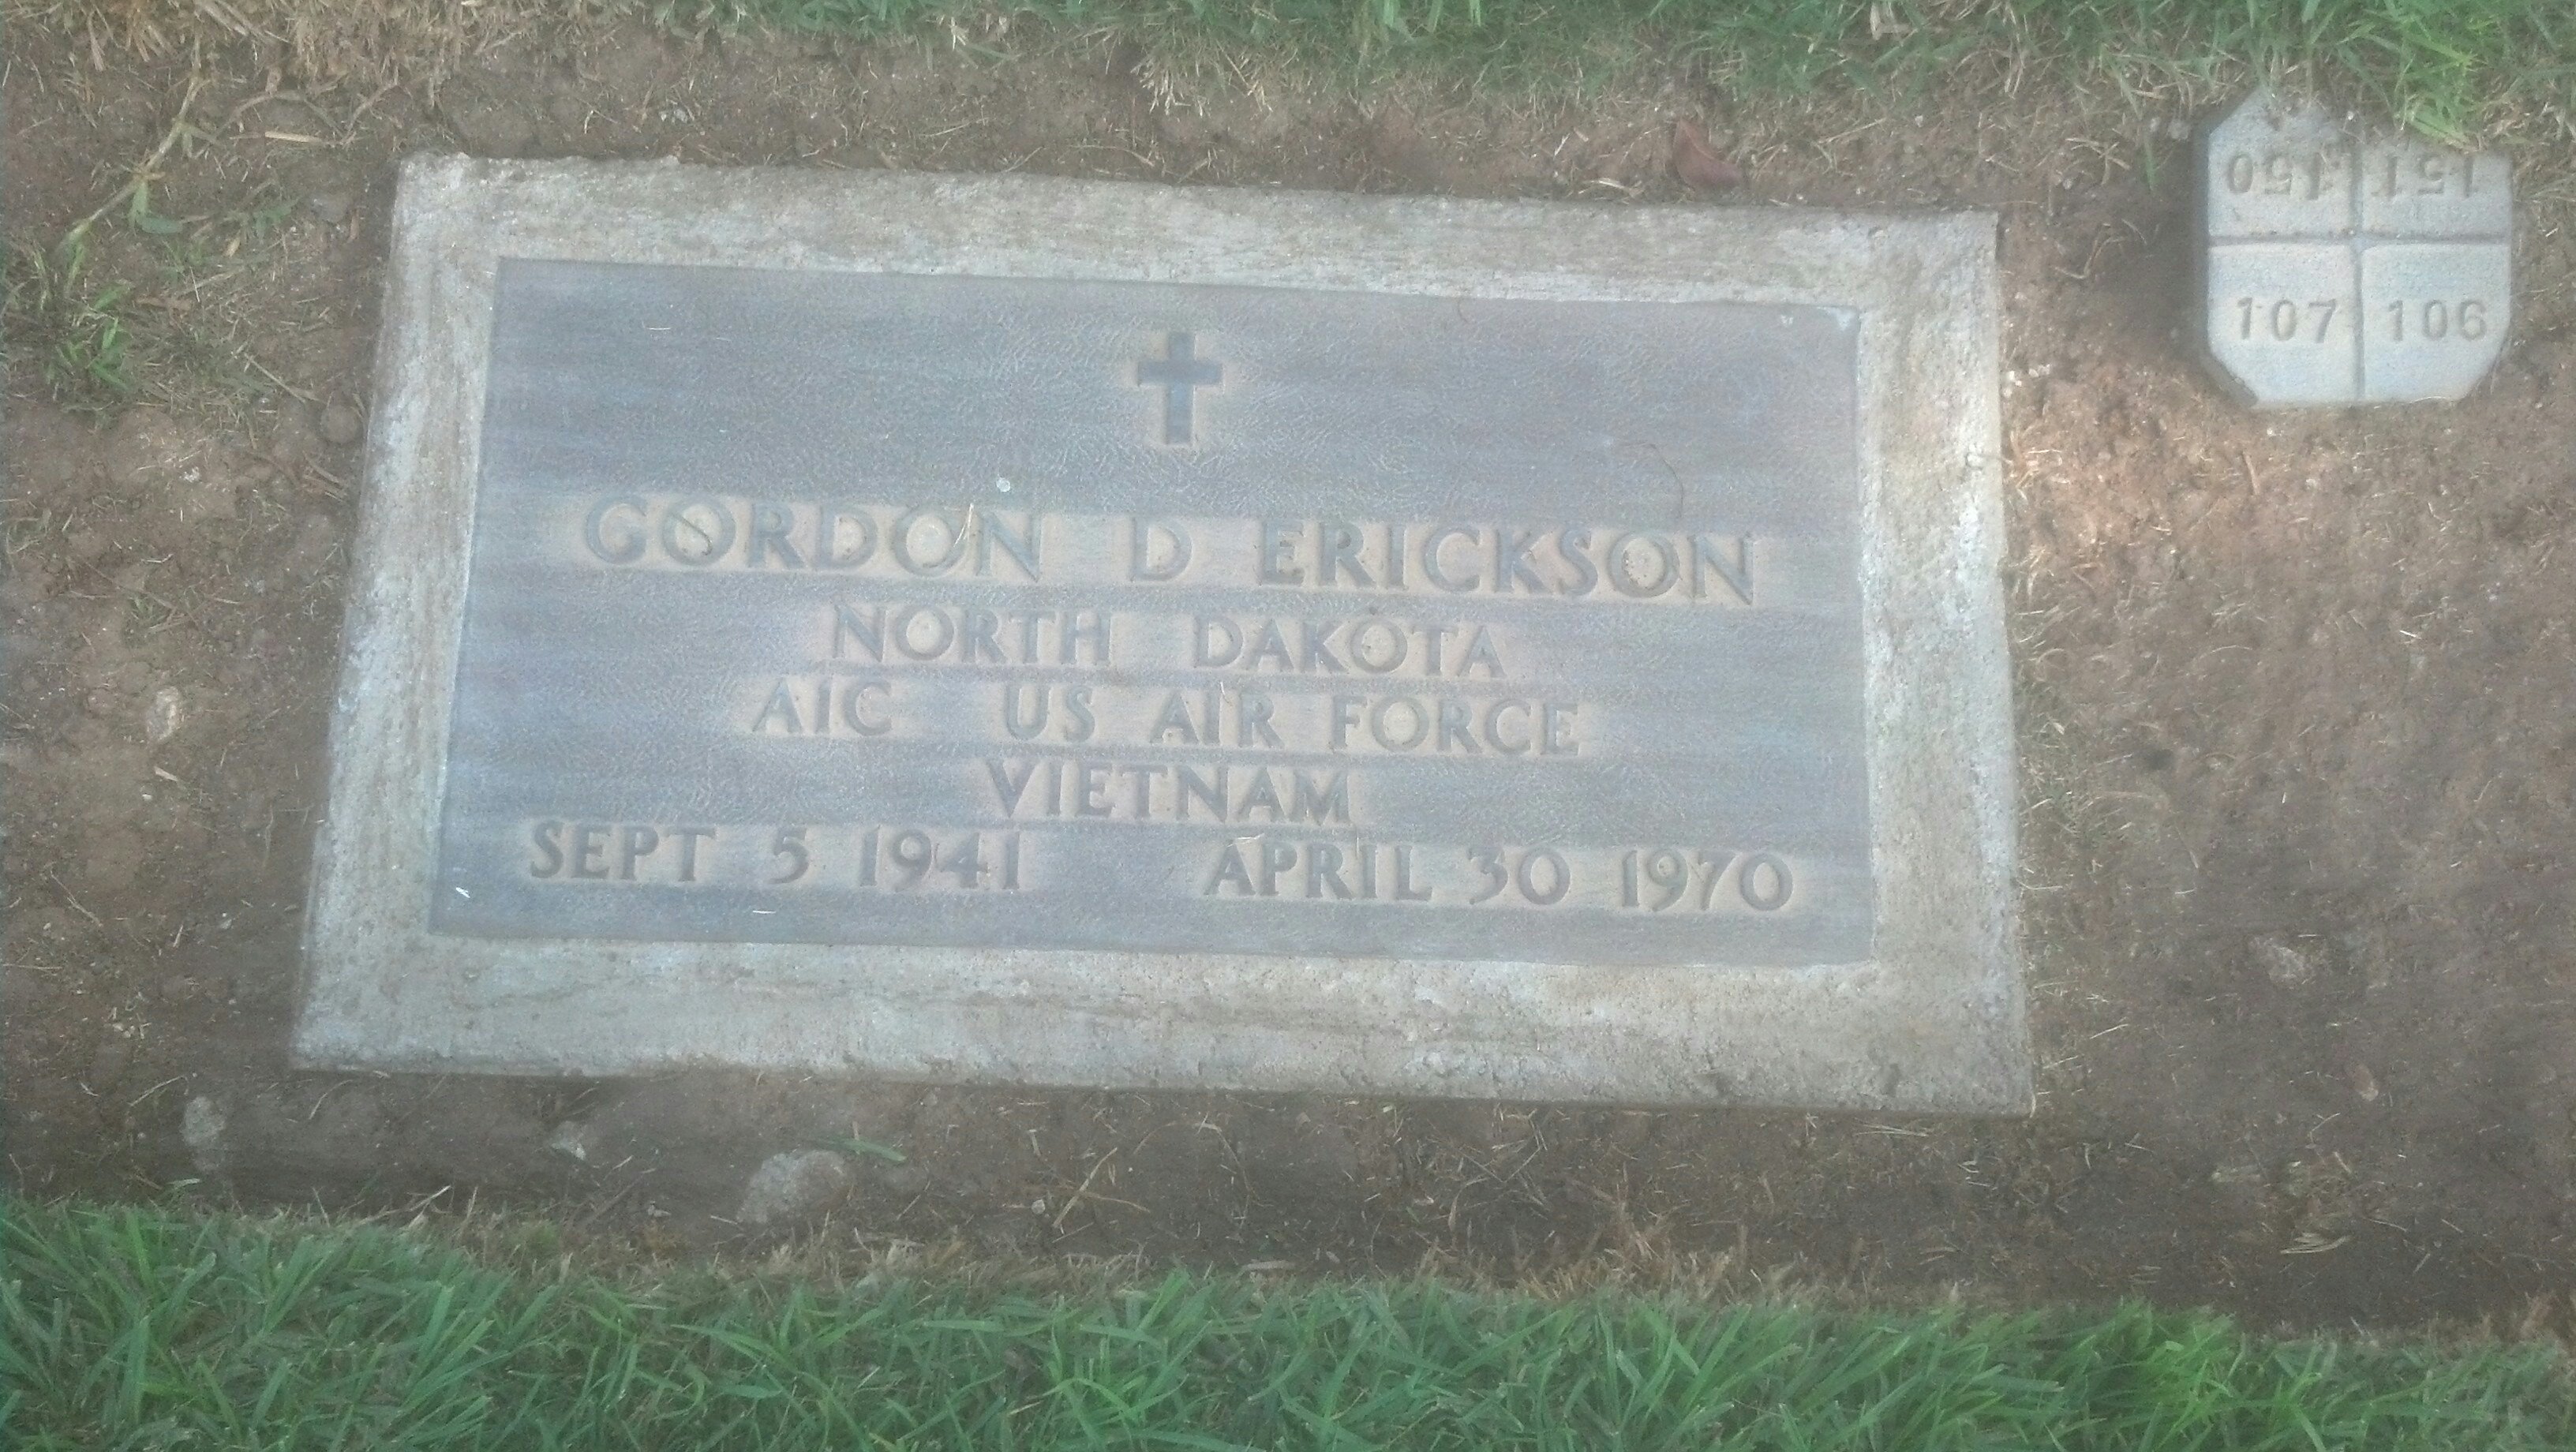 GORDON D ERICKSON
NORTH DAKOTA
A1C US AIR FORCE
VIETNAM
SEPT 5 1941 APRIL 30 1970
150 151
107 106